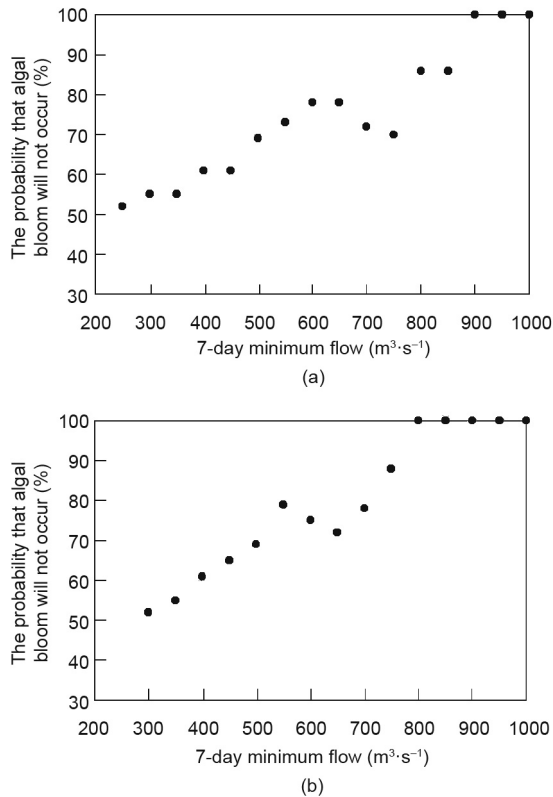 The probability that algal
bloom will not occur (%)
100
90
80
70
60
50
40
30
200 300 400 500 600 700 800 900 1000
7-day minimum flow (m³·s⁻¹)
(a)
The probability that algal
bloom will not occur (%)
100
90
80
70
60
50
40
30
200 300 400 500 600 700 800 900 1000
7-day minimum flow (m³·s⁻¹)
(b)